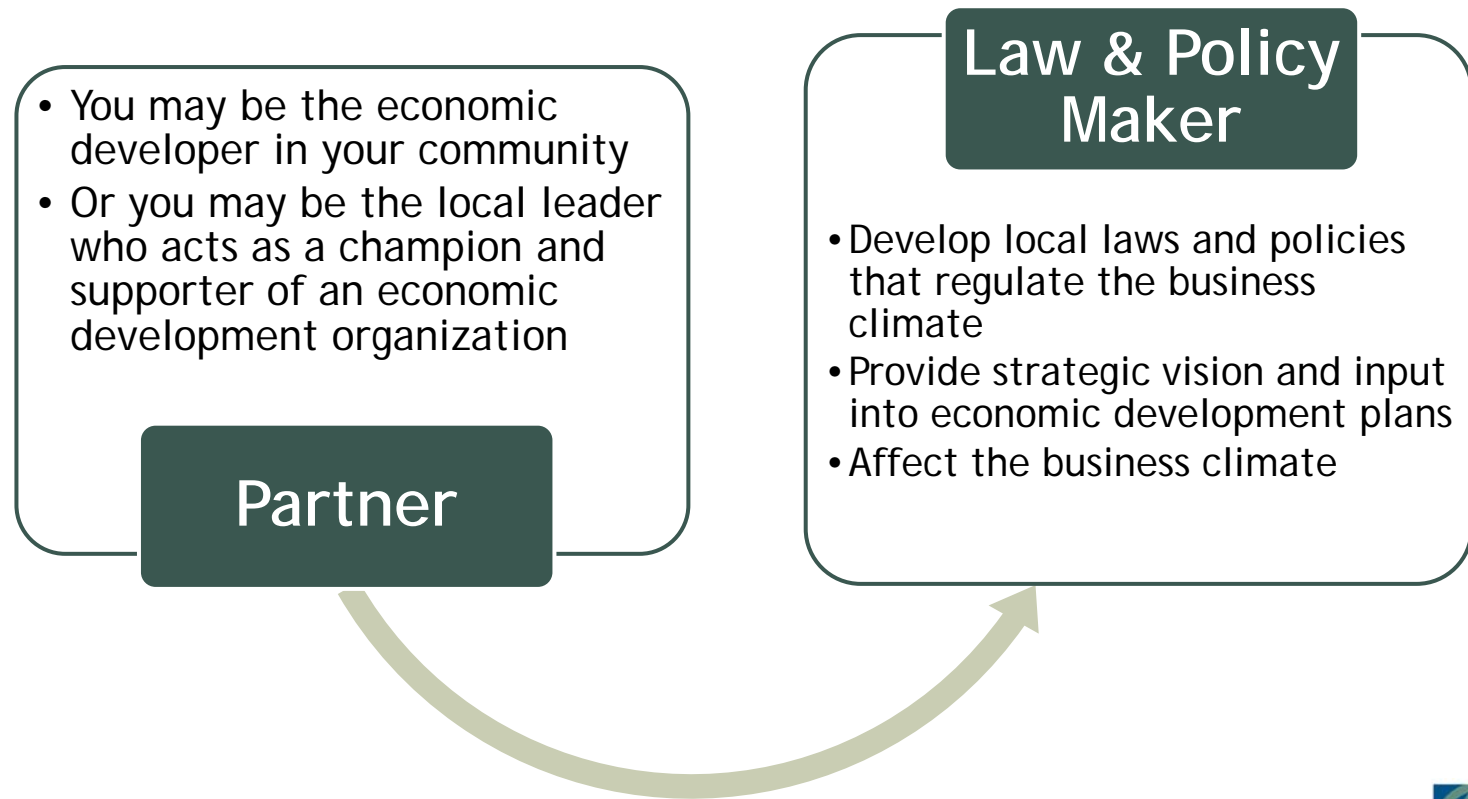 • You may be the economic
developer in your community
• Or you may be the local leader
who acts as a champion and
supporter of an economic
development organization
Partner
Law & Policy
Maker
• Develop local laws and policies
that regulate the business
climate
• Provide strategic vision and input
into economic development plans
• Affect the business climate